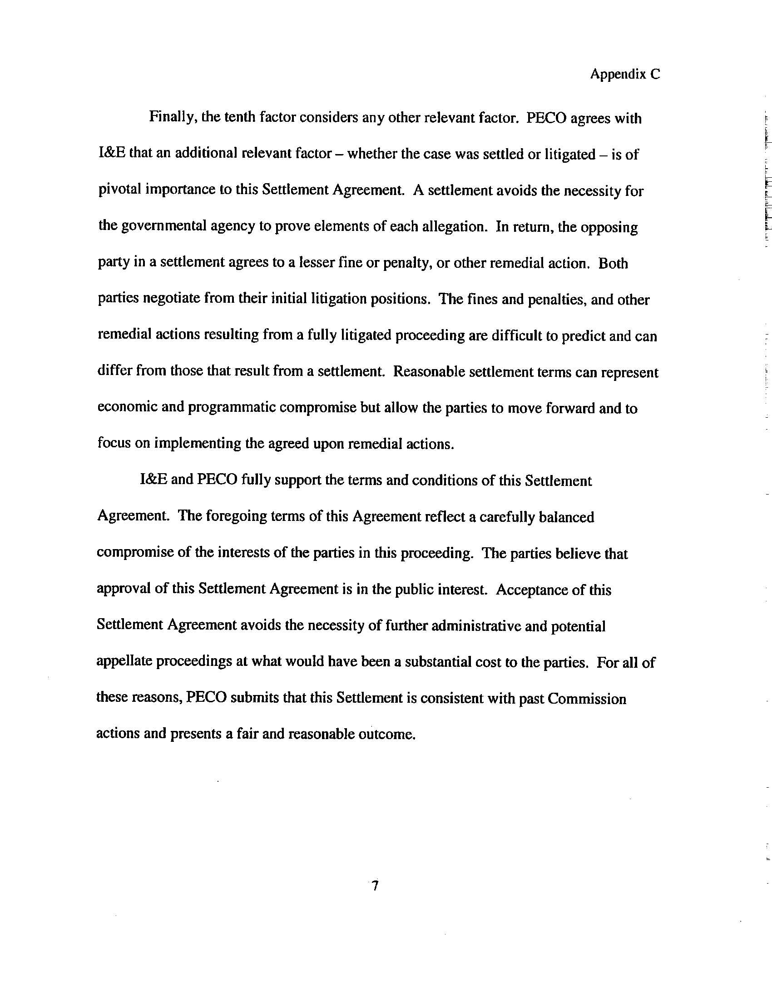 Appendix C
Finally, the tenth factor considers any other relevant factor. PECO agrees with
I&E that an additional relevant factor – whether the case was settled or litigated – is of
pivotal importance to this Settlement Agreement. A settlement avoids the necessity for
the governmental agency to prove elements of each allegation. In return, the opposing
party in a settlement agrees to a lesser fine or penalty, or other remedial action. Both
parties negotiate from their initial litigation positions. The fines and penalties, and other
remedial actions resulting from a fully litigated proceeding are difficult to predict and can
differ from those that result from a settlement. Reasonable settlement terms can represent
economic and programmatic compromise but allow the parties to move forward and to
focus on implementing the agreed upon remedial actions.
I&E and PECO fully support the terms and conditions of this Settlement
Agreement. The foregoing terms of this Agreement reflect a carefully balanced
compromise of the interests of the parties in this proceeding. The parties believe that
approval of this Settlement Agreement is in the public interest. Acceptance of this
Settlement Agreement avoids the necessity of further administrative and potential
appellate proceedings at what would have been a substantial cost to the parties. For all of
these reasons, PECO submits that this Settlement is consistent with past Commission
actions and presents a fair and reasonable outcome.
7